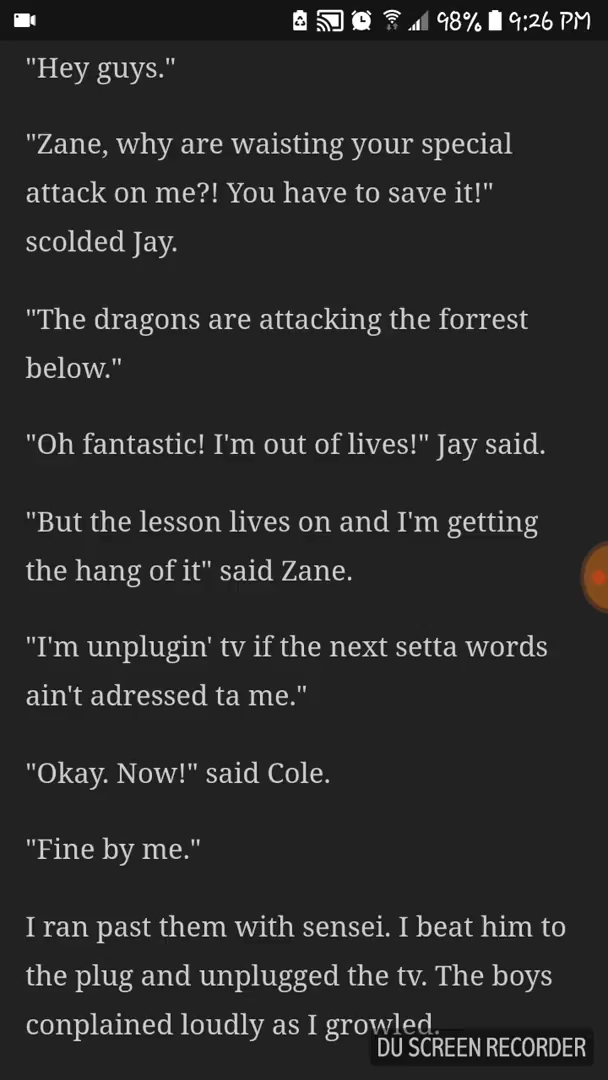 98% 9:26 PM
"Hey guys."
"Zane, why are waisting your special
attack on me?! You have to save it!"
scolded Jay.
"The dragons are attacking the forrest
below."
"Oh fantastic! I'm out of lives!" Jay said.
"But the lesson lives on and I'm getting
the hang of it" said Zane.
"I'm unplugin' tv if the next setta words
ain't adressed ta me."
"Okay. Now!" said Cole.
"Fine by me."
I ran past them with sensei. I beat him to
the plug and unplugged the tv. The boys
conplained loudly as I growled.
DU SCREEN RECORDER